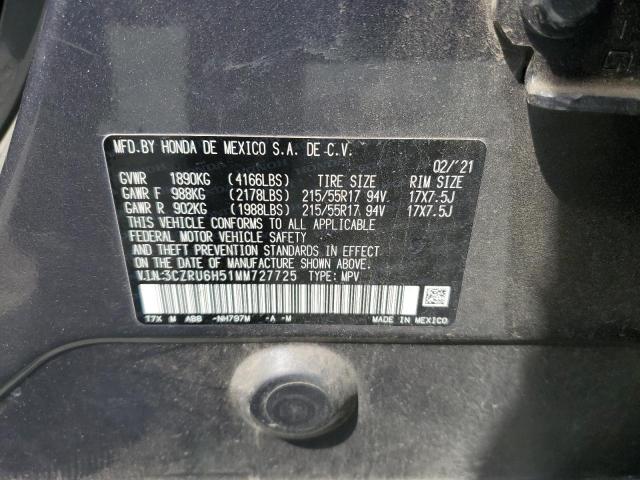 MFD.BY HONDA DE MEXICO S.A. DE C.V.
02/'21
GVWR 1890KG (4166LBS) TIRE SIZE RIM SIZE
GAWR F 988KG (2178LBS) 215/55R17 94V 17X7.5J
GAWR R 902KG (1988LBS) 215/55R17 94V 17X7.5J
THIS VEHICLE CONFORMS TO ALL APPLICABLE
FEDERAL MOTOR VEHICLE SAFETY
AND THEFT PREVENTION STANDARDS IN EFFECT
ON THE DATE OF MANUFACTURE SHOWN ABOVE.
V.I.N:3CZRU6H51MM727725 TYPE: MPV
T7X M ABB -NH797M -A -M MADE IN MEXICO